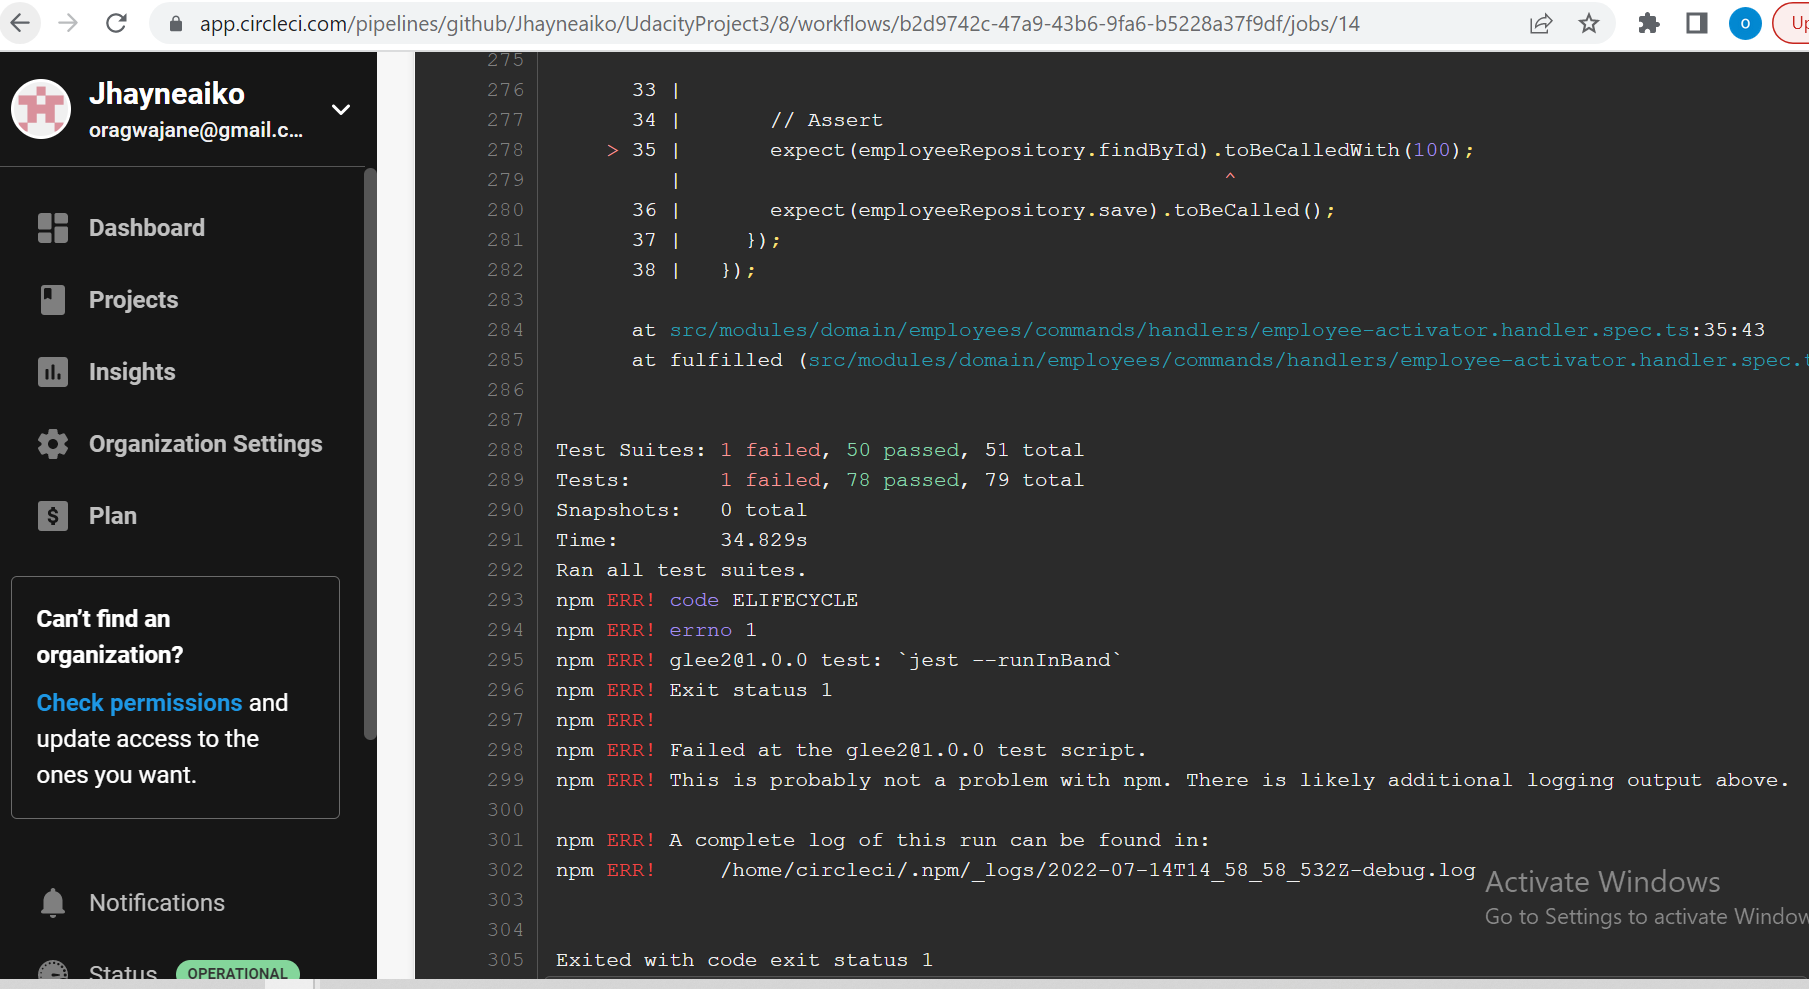 app.circleci.com/pipelines/github/Jhayneaiko/UdacityProject3/8/workflows/b2d9742c-47a9-43b6-9fa6-b5228a37f9df/jobs/14
o
Up
Jhayneaiko
oragwajane@gmail.c...
Dashboard
Projects
Insights
Organization Settings
Plan
Can't find an
organization?
Check permissions and
update access to the
ones you want.
Notifications
Status OPERATIONAL
275
276 33 |
277 34 | // Assert
278 > 35 | expect(employeeRepository.findById).toBeCalledWith(100);
279 | ^
280 36 | expect(employeeRepository.save).toBeCalled();
281 37 | });
282 38 | });
283
284 at src/modules/domain/employees/commands/handlers/employee-activator.handler.spec.ts:35:43
285 at fulfilled (src/modules/domain/employees/commands/handlers/employee-activator.handler.spec.t
286
287
288 Test Suites: 1 failed, 50 passed, 51 total
289 Tests: 1 failed, 78 passed, 79 total
290 Snapshots: 0 total
291 Time: 34.829s
292 Ran all test suites.
293 npm ERR! code ELIFECYCLE
294 npm ERR! errno 1
295 npm ERR! glee2@1.0.0 test: `jest --runInBand`
296 npm ERR! Exit status 1
297 npm ERR!
298 npm ERR! Failed at the glee2@1.0.0 test script.
299 npm ERR! This is probably not a problem with npm. There is likely additional logging output above.
300
301 npm ERR! A complete log of this run can be found in:
302 npm ERR! /home/circleci/.npm/_logs/2022-07-14T14_58_58_532Z-debug.log
303
304
305 Exited with code exit status 1
Activate Windows
Go to Settings to activate Window